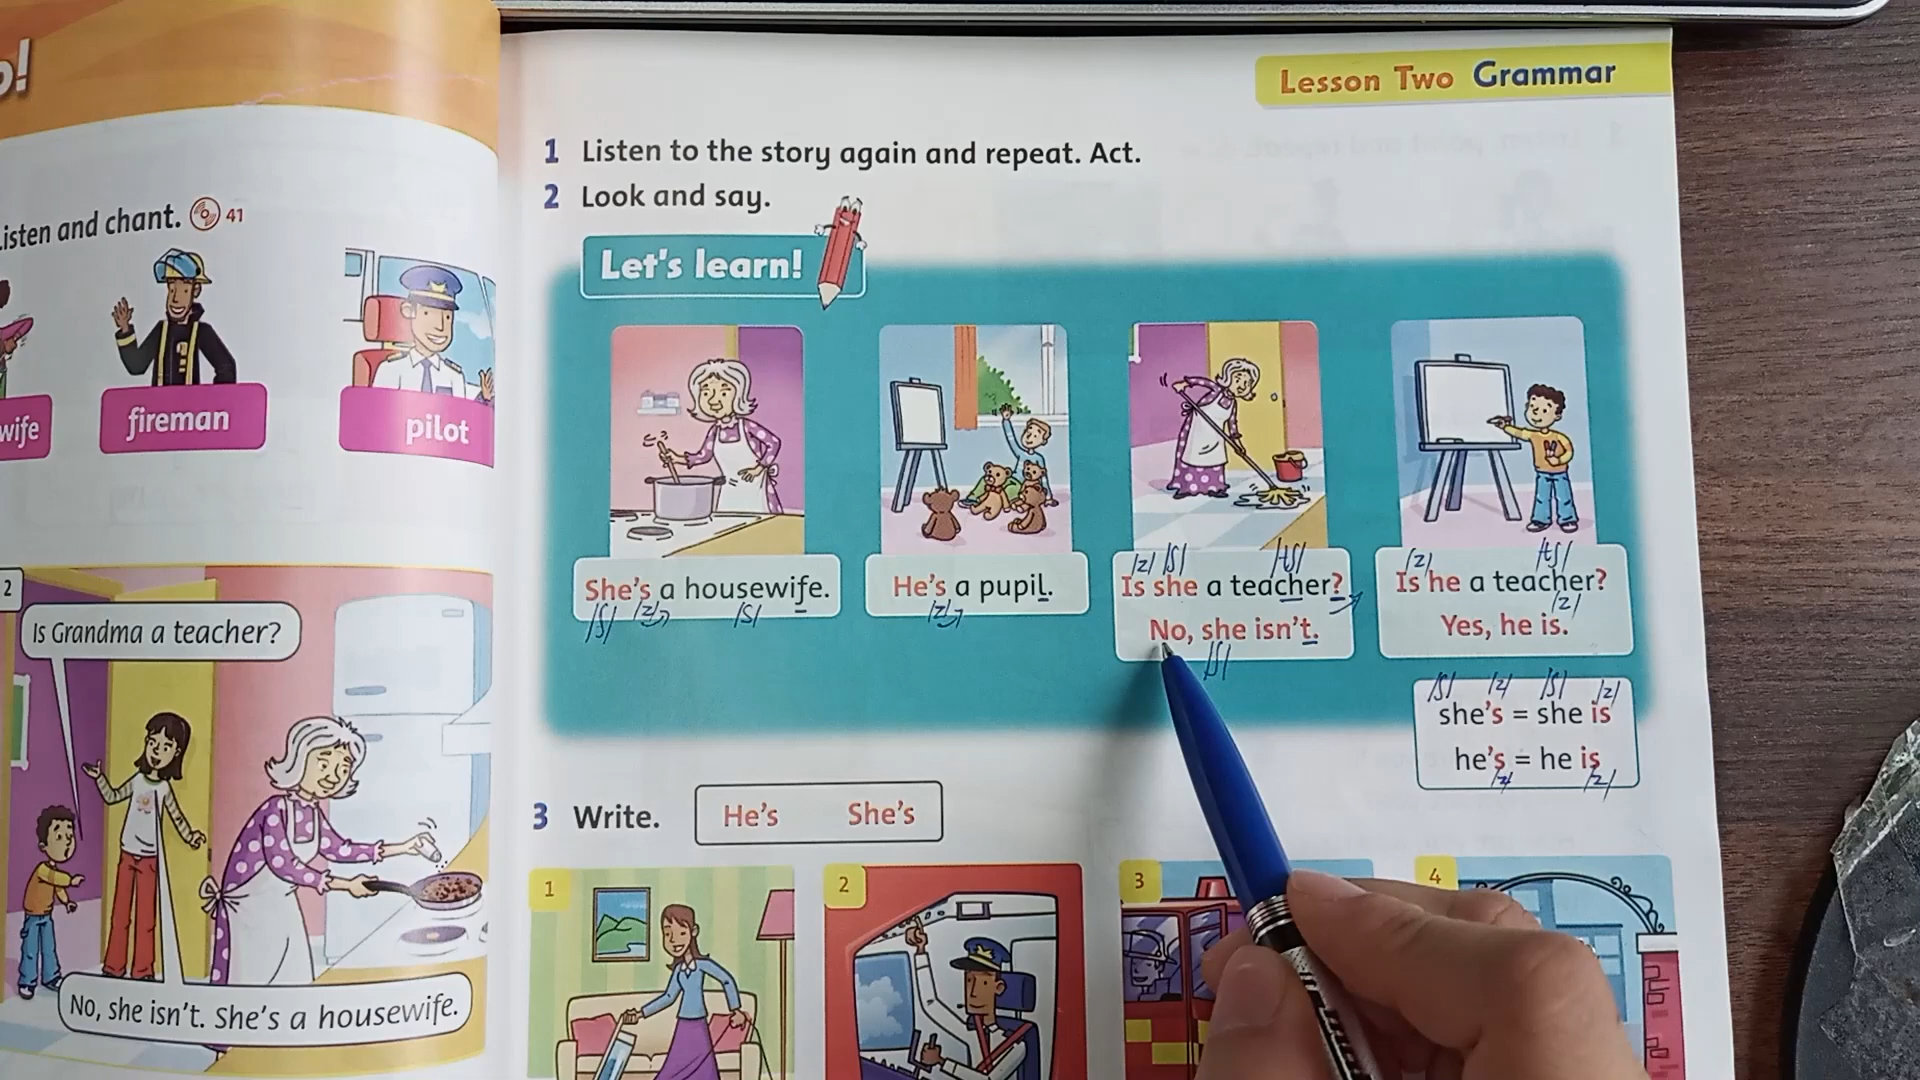 o!
Listen and chant. 41
wife
fireman
pilot
2
Is Grandma a teacher?
No, she isn't. She's a housewife.
Lesson Two Grammar
1 Listen to the story again and repeat. Act.
2 Look and say.
Let's learn!
She's a housewife.
/ʃ/ /z/ /s/
He's a pupil.
/z/
/z/ /ʃ/ /tʃ/
Is she a teacher?
No, she isn't.
/ʃ/
/z/ /tʃ/
Is he a teacher?
/z/
Yes, he is.
/ʃ/ /z/ /ʃ/ /z/
she's = she is
he's = he is
/z/ /z/
3 Write. He's She's
1
2
3
4